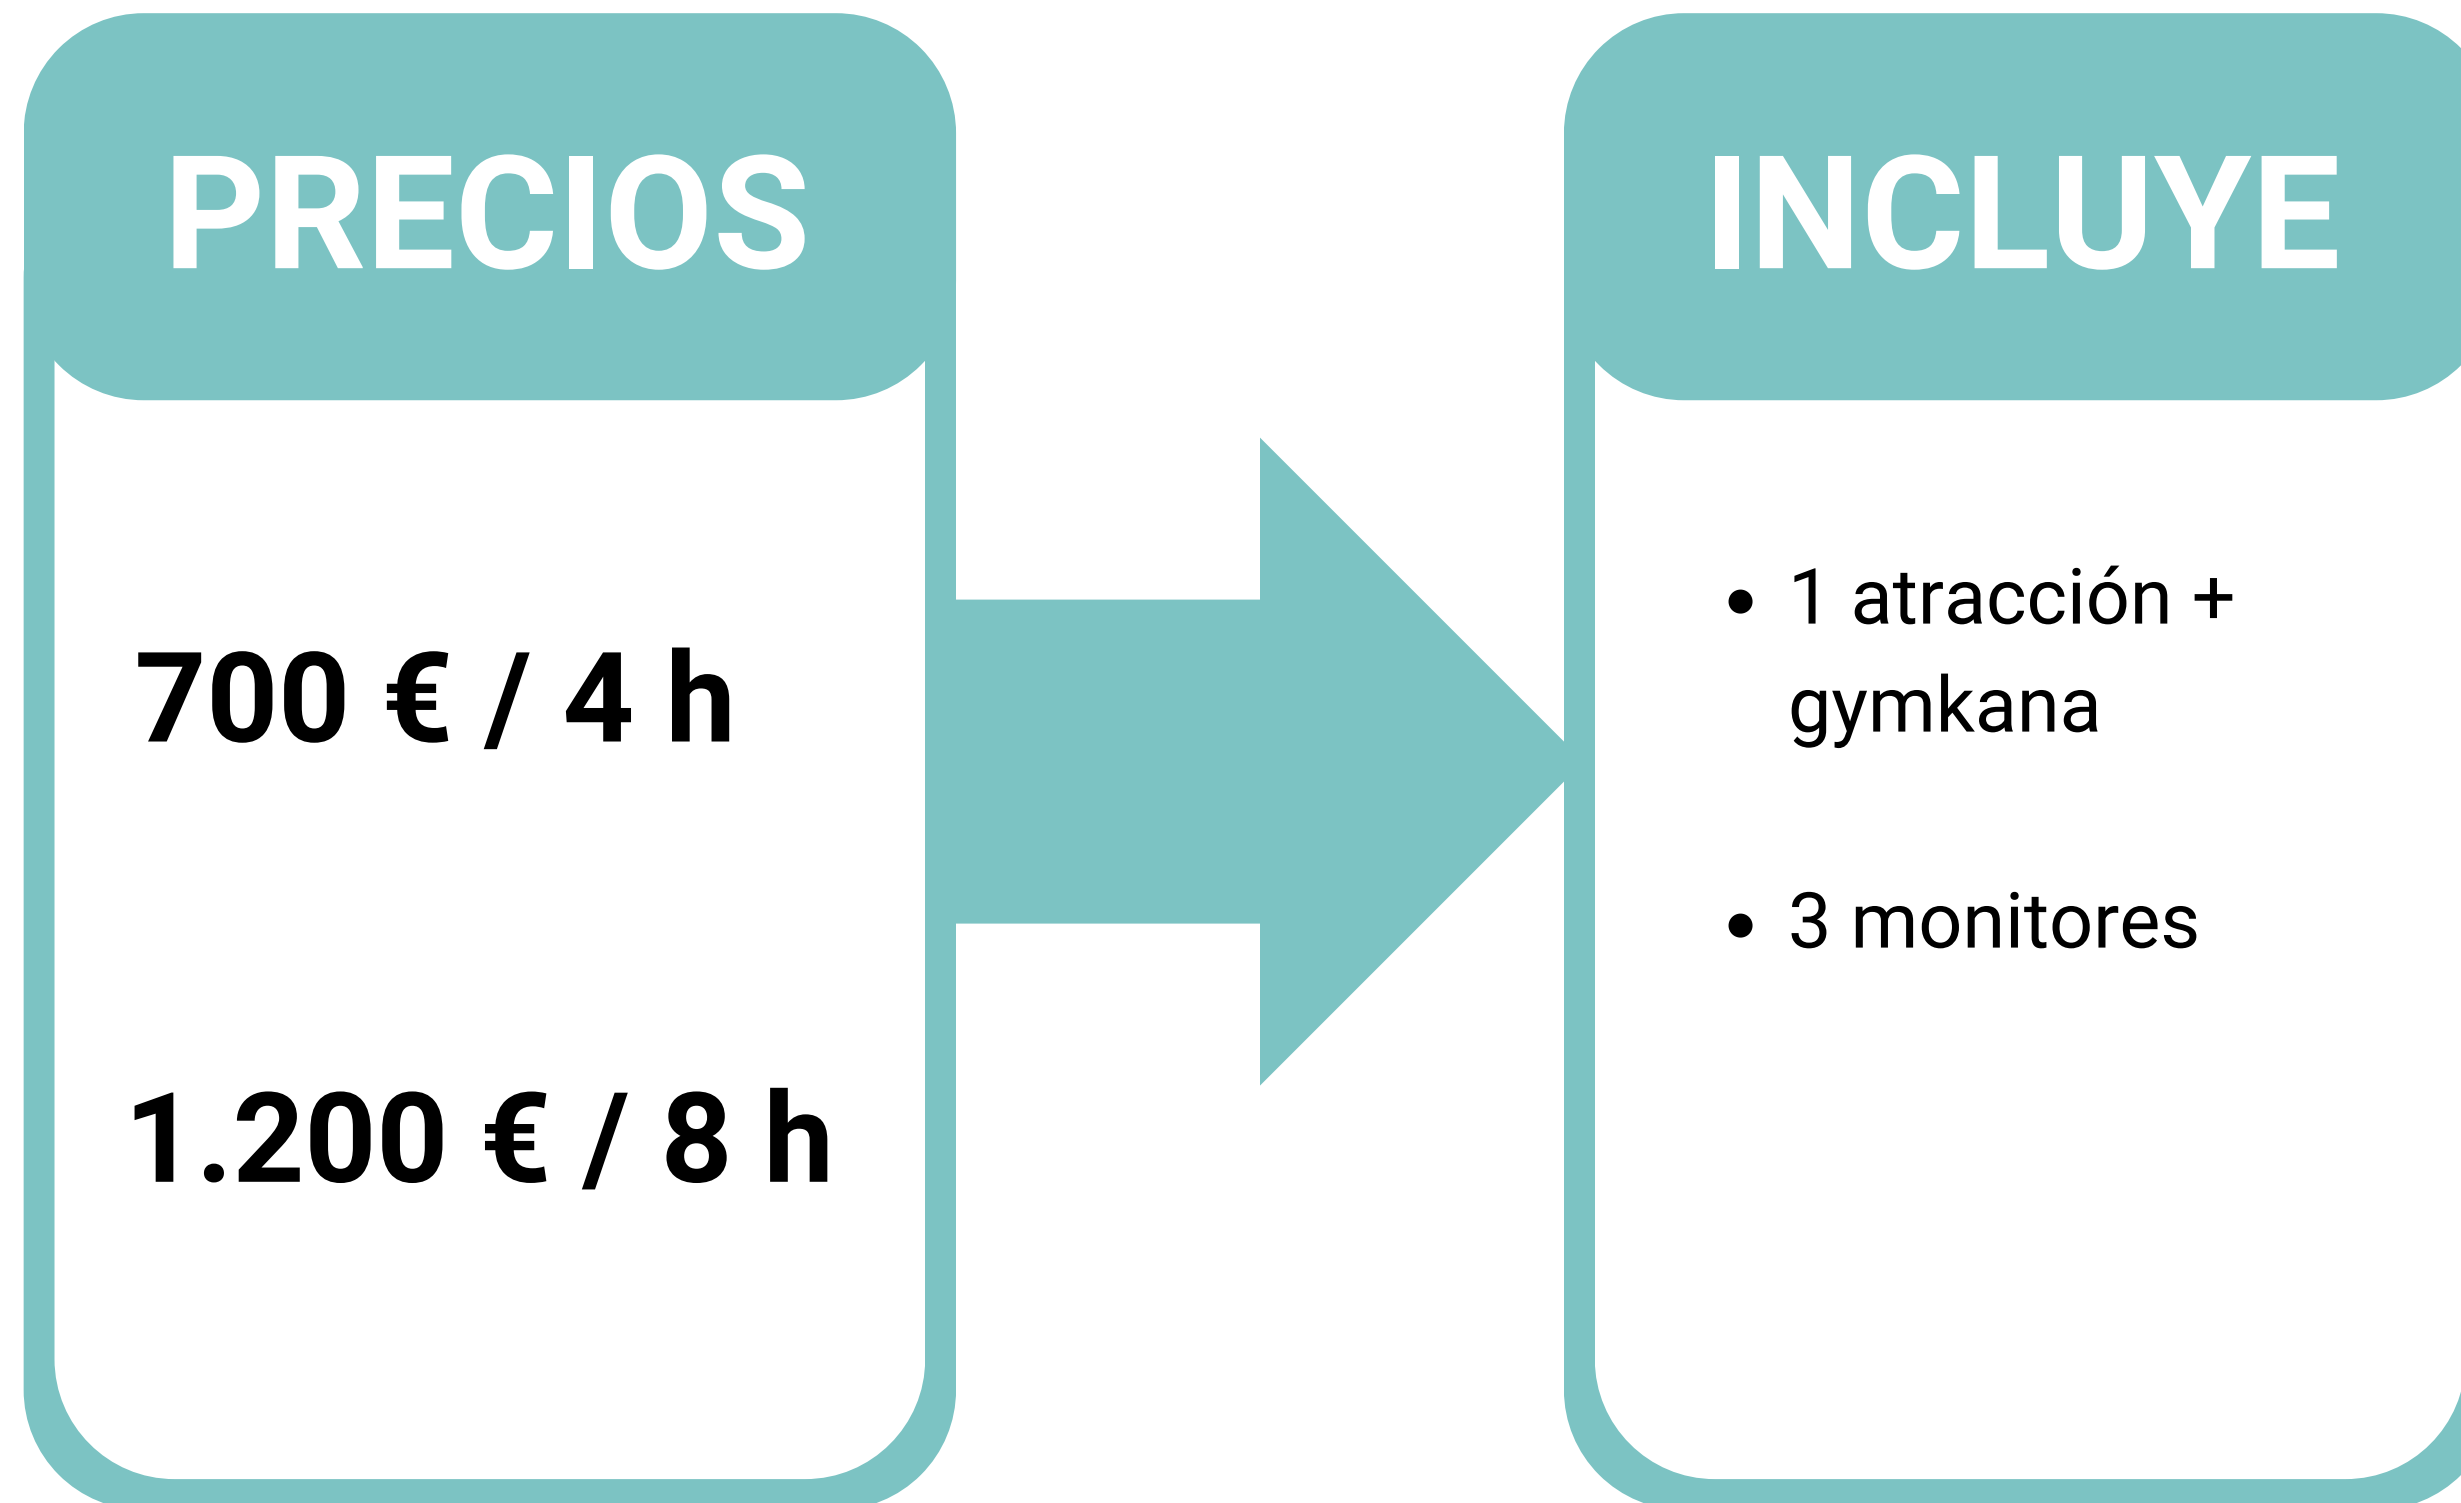 PRECIOS
700 € / 4 h
1.200 € / 8 h
INCLUYE
• 1 atracción +
gymkana
• 3 monitores